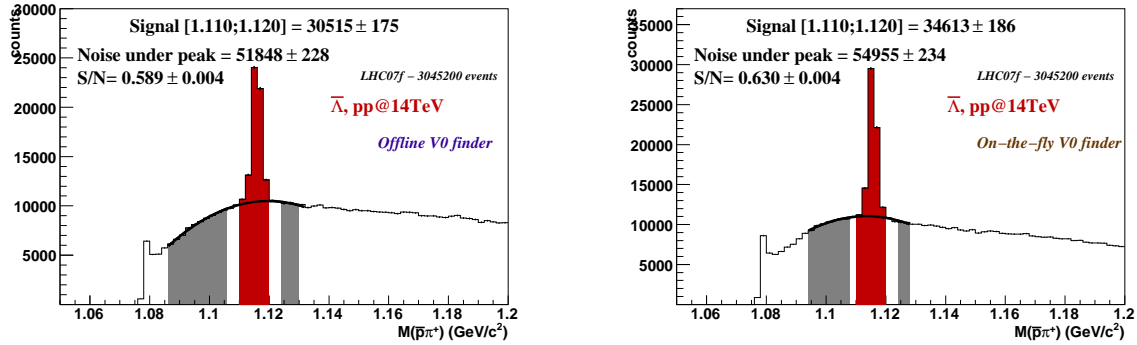 counts
Signal [1.110;1.120] = 30515 ± 175
Noise under peak = 51848 ± 228
S/N= 0.589 ± 0.004
LHC07f − 3045200 events
Λ̅, pp@14TeV
Offline V0 finder
30000
25000
20000
15000
10000
5000
1.06 1.08 1.1 1.12 1.14 1.16 1.18 1.2
M(p̅π⁺) (GeV/c²)
counts
Signal [1.110;1.120] = 34613 ± 186
Noise under peak = 54955 ± 234
S/N= 0.630 ± 0.004
LHC07f − 3045200 events
Λ̅, pp@14TeV
On−the−fly V0 finder
35000
30000
25000
20000
15000
10000
5000
1.06 1.08 1.1 1.12 1.14 1.16 1.18 1.2
M(p̅π⁺) (GeV/c²)